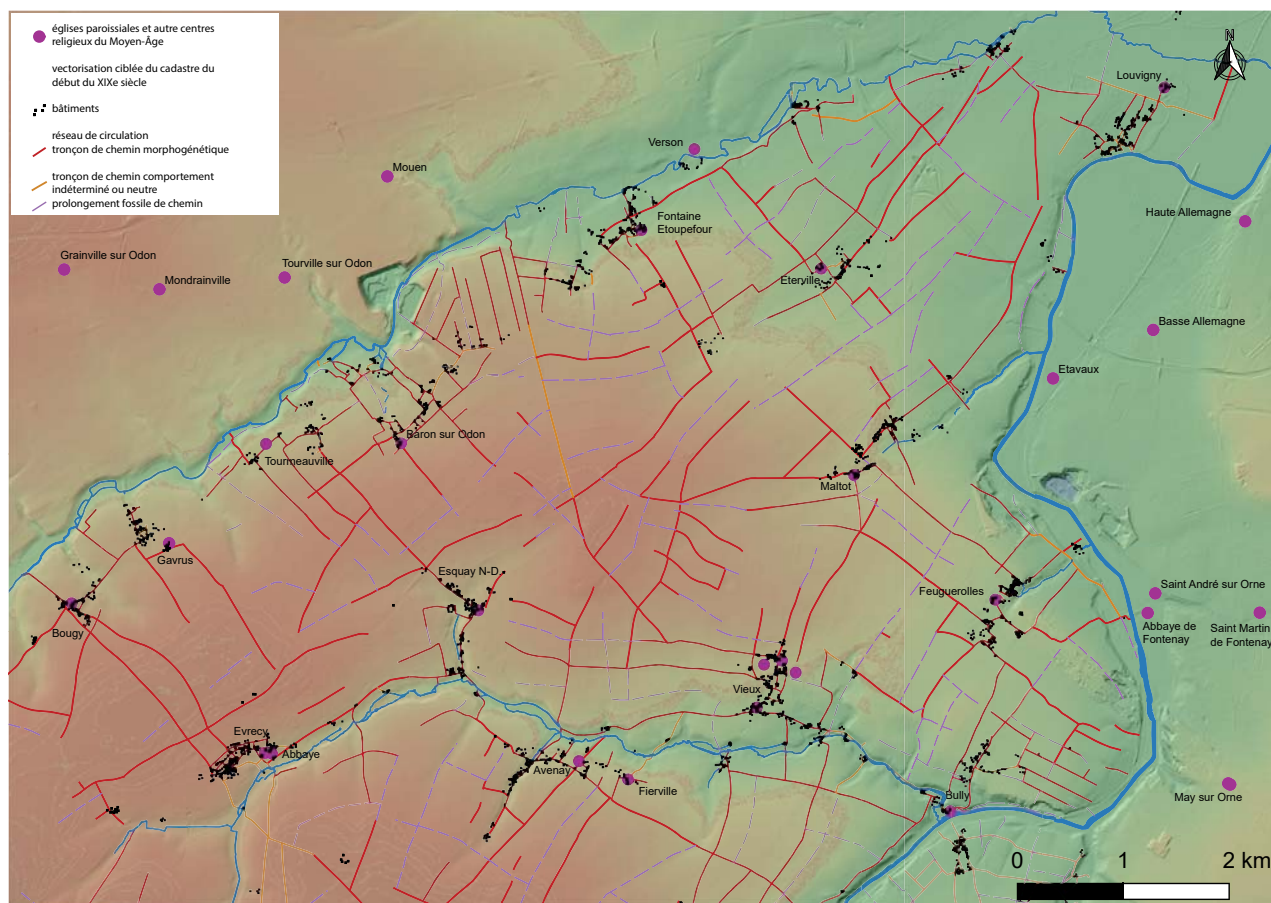 églises paroissiales et autre centres
religieux du Moyen-Âge
vectorisation ciblée du cadastre du
début du XIXe siècle
bâtiments
réseau de circulation
tronçon de chemin morphogénétique
tronçon de chemin comportement
indéterminé ou neutre
prolongement fossile de chemin
N
Louvigny
Verson
Mouen
Haute Allemagne
Fontaine
Etoupefour
Grainville sur Odon
Tourville sur Odon
Mondrainville
Eterville
Basse Allemagne
Etavaux
Baron sur Odon
Tourmeauville
Maltot
Gavrus
Esquay N-D.
Feuguerolles
Saint André sur Orne
Bougy
Abbaye de
Fontenay
Saint Martin
de Fontenay
Vieux
Evrecy
Abbaye
Avenay
Fierville
Bully
May sur Orne
0 1 2 km